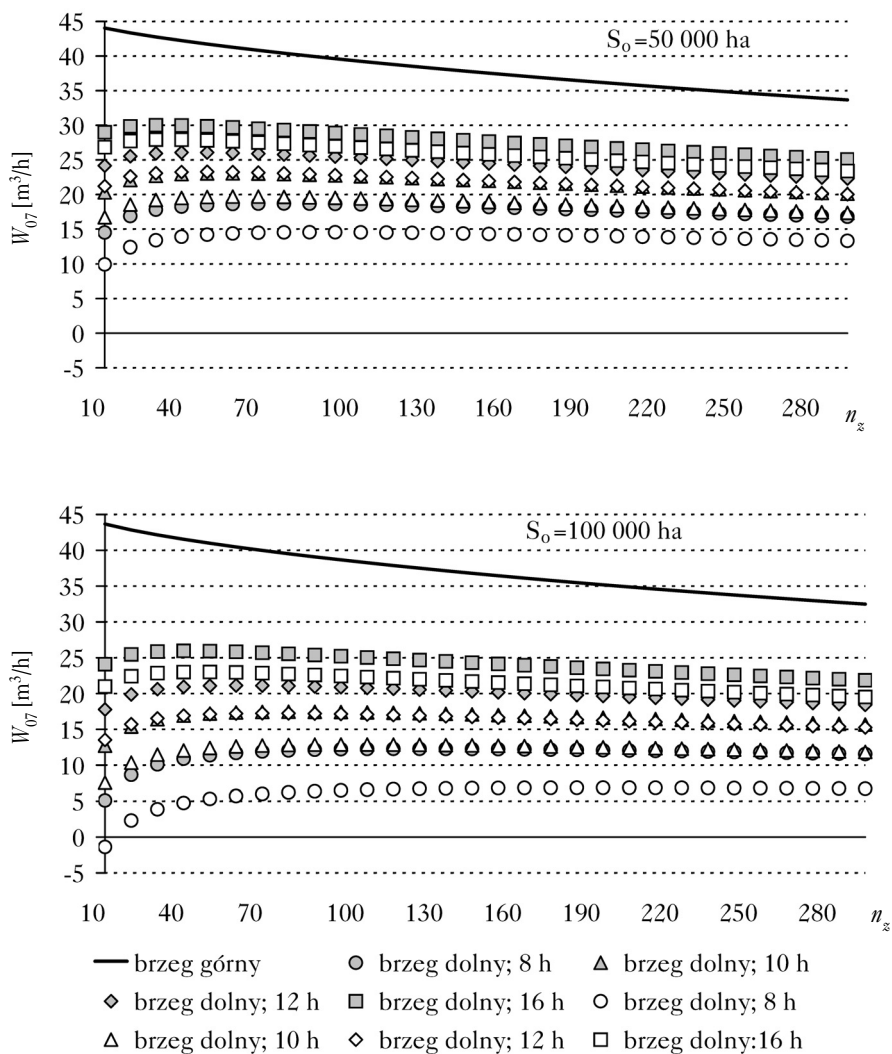 45
40
35
30
25
20
15
10
5
0
-5
W₀₇ [m³/h]
Sₒ=50 000 ha
10 40 70 100 130 160 190 220 250 280 n_z
45
40
35
30
25
20
15
10
5
0
-5
W₀₇ [m³/h]
Sₒ=100 000 ha
10 40 70 100 130 160 190 220 250 280 n_z
brzeg górny brzeg dolny; 8 h brzeg dolny; 10 h
brzeg dolny; 12 h brzeg dolny; 16 h brzeg dolny; 8 h
brzeg dolny; 10 h brzeg dolny; 12 h brzeg dolny:16 h